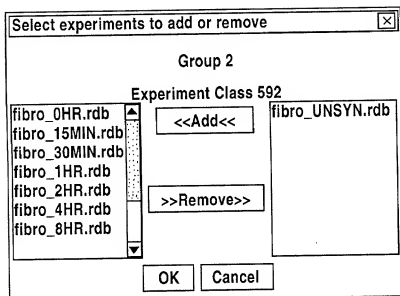 Select experiments to add or remove
Group 2
Experiment Class 592
fibro_0HR.rdb
fibro_15MIN.rdb
fibro_30MIN.rdb
fibro_1HR.rdb
fibro_2HR.rdb
fibro_4HR.rdb
fibro_8HR.rdb
<<Add<<
>>Remove>>
fibro_UNSYN.rdb
OK
Cancel